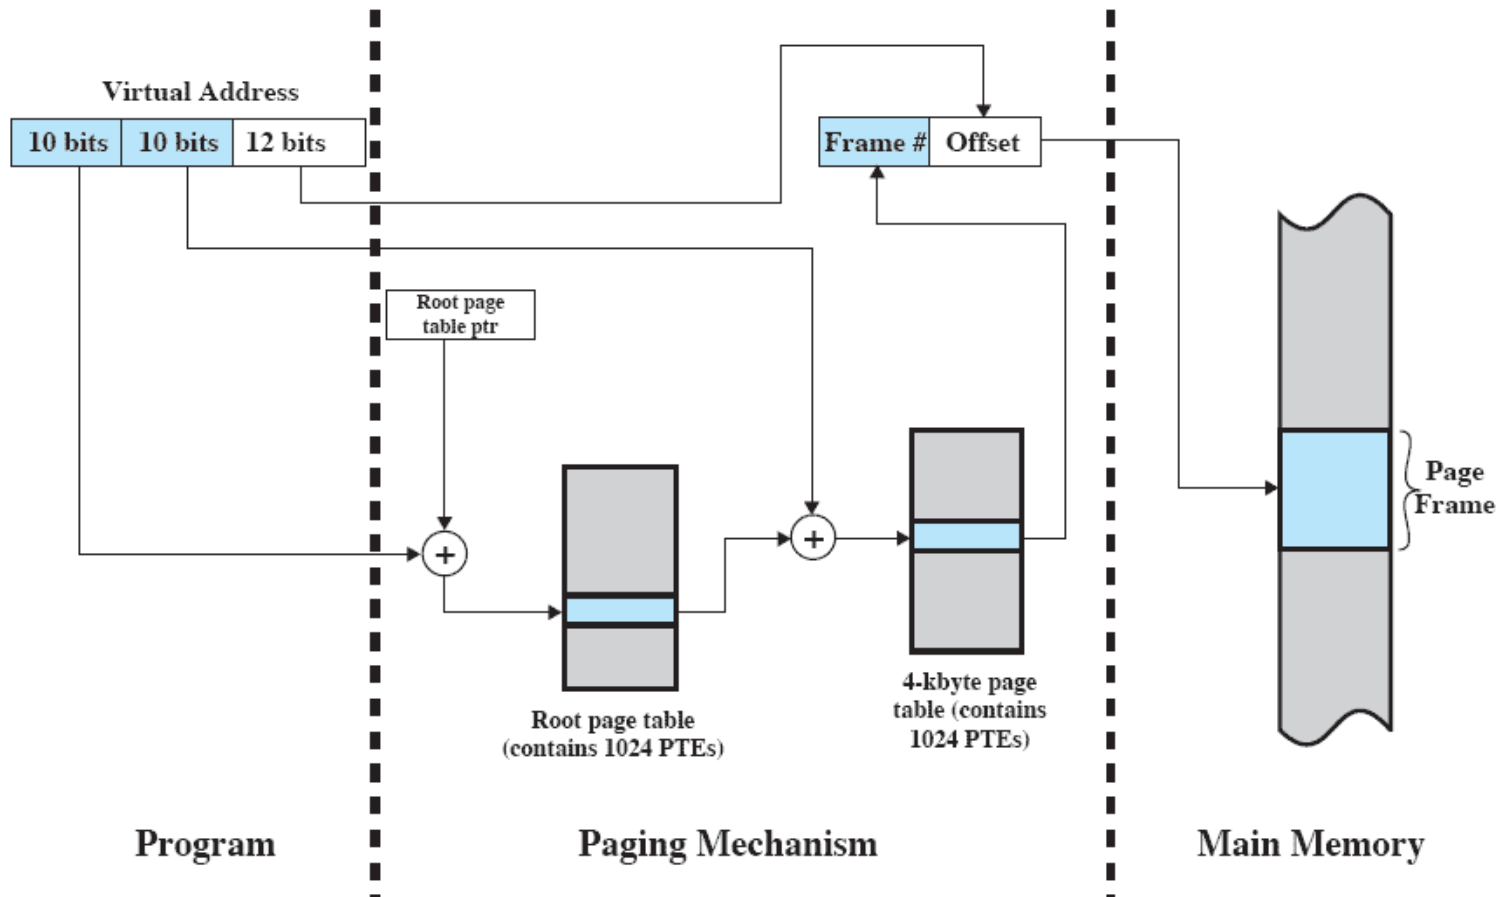 Virtual Address
10 bits 10 bits 12 bits
Frame # Offset
Root page
table ptr
+
+
Root page table
(contains 1024 PTEs)
4-kbyte page
table (contains
1024 PTEs)
Page
Frame
Program
Paging Mechanism
Main Memory